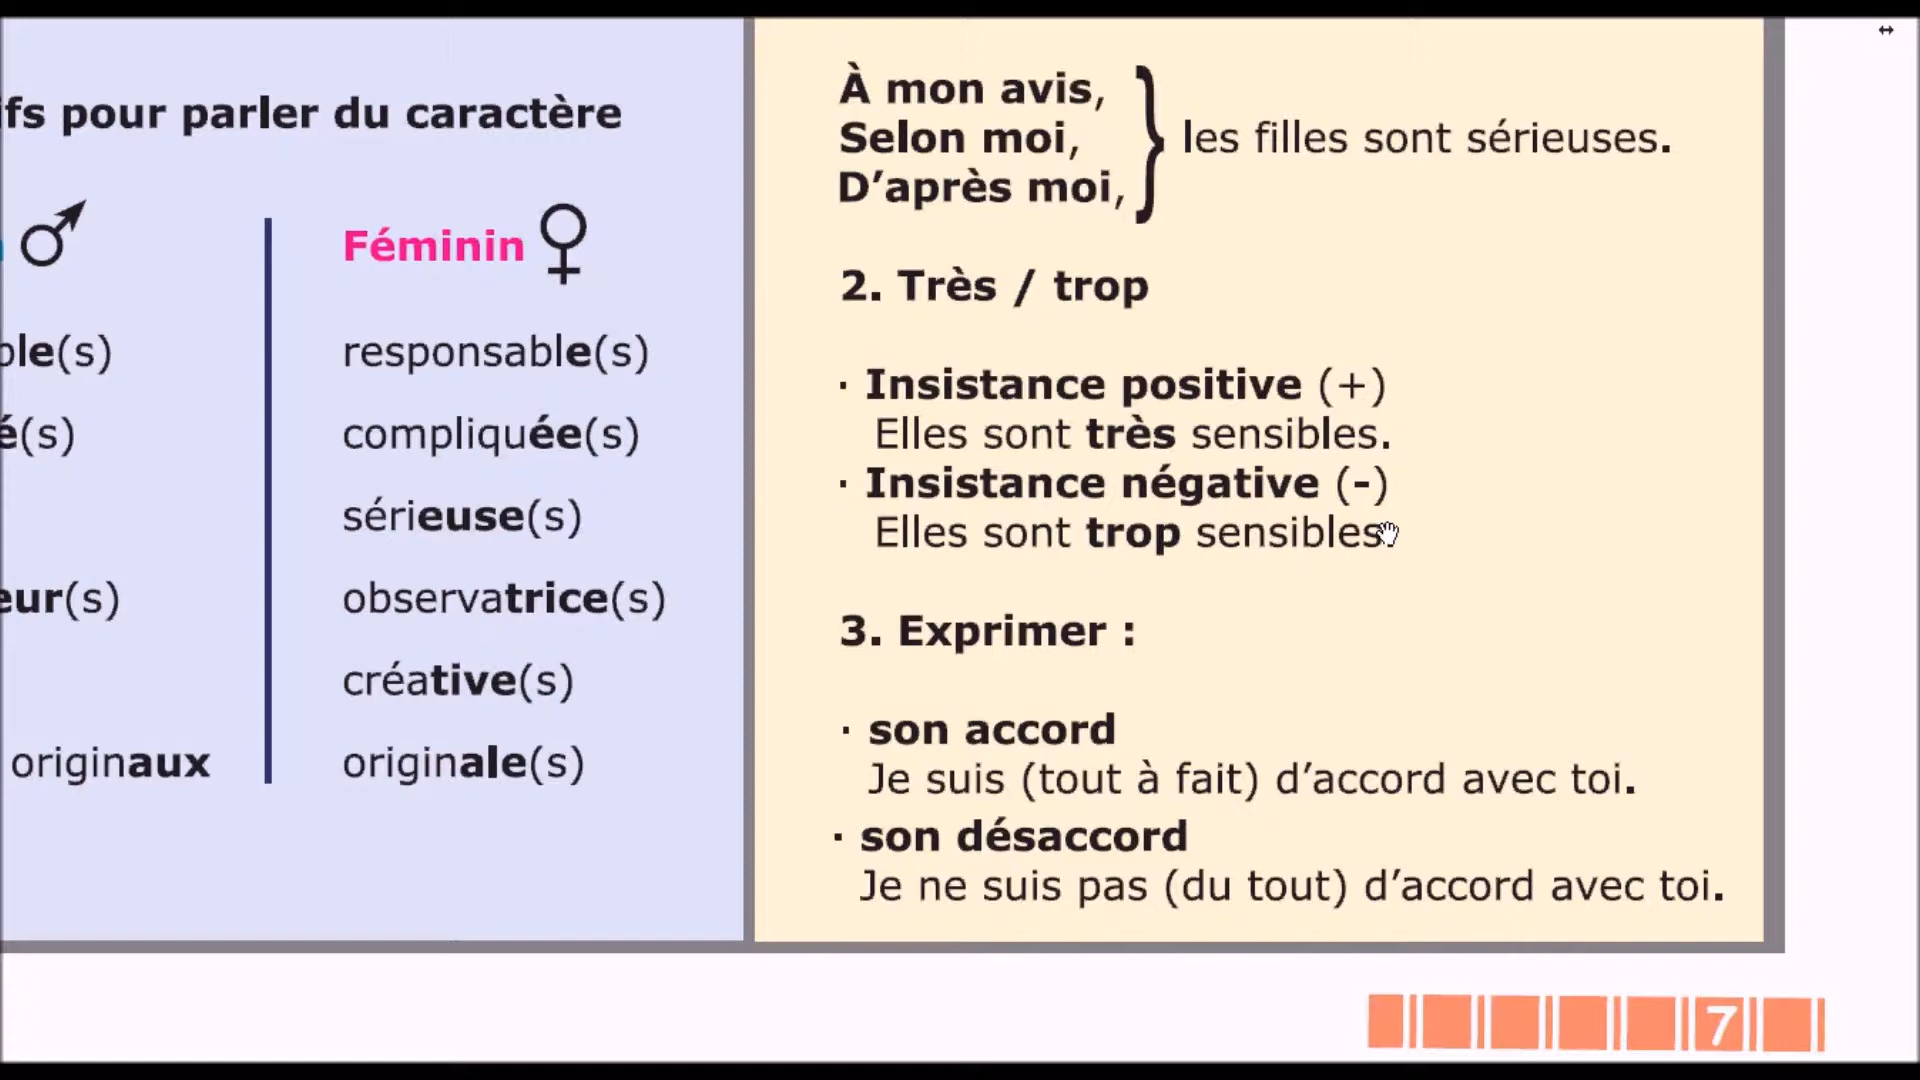 ifs pour parler du caractère
Féminin
ble(s)
responsable(s)
é(s)
compliquée(s)
sérieuse(s)
eur(s)
observatrice(s)
créative(s)
originaux
originale(s)
À mon avis,
Selon moi,
D'après moi,
les filles sont sérieuses.
2. Très / trop
· Insistance positive (+)
Elles sont très sensibles.
· Insistance négative (-)
Elles sont trop sensibles.
3. Exprimer :
· son accord
Je suis (tout à fait) d'accord avec toi.
· son désaccord
Je ne suis pas (du tout) d'accord avec toi.
7